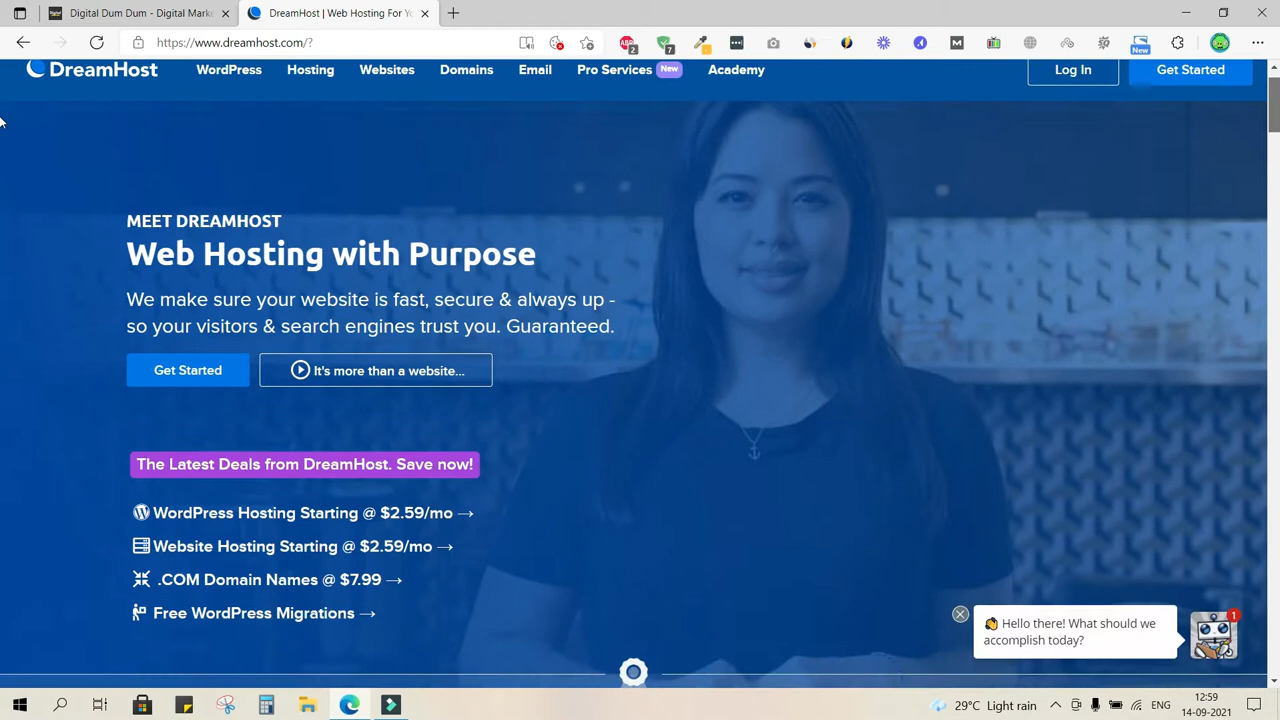 Digital Dum Dum - Digital Marke
DreamHost | Web Hosting For Yo
https://www.dreamhost.com/?
2
7
New
DreamHost
WordPress
Hosting
Websites
Domains
Email
Pro Services New
Academy
Log In
Get Started
MEET DREAMHOST
Web Hosting with Purpose
We make sure your website is fast, secure & always up -
so your visitors & search engines trust you. Guaranteed.
Get Started
It's more than a website...
The Latest Deals from DreamHost. Save now!
WordPress Hosting Starting @ $2.59/mo →
Website Hosting Starting @ $2.59/mo →
.COM Domain Names @ $7.99 →
Free WordPress Migrations →
Hello there! What should we
accomplish today?
1
29°C Light rain
ENG
12:59
14-09-2021